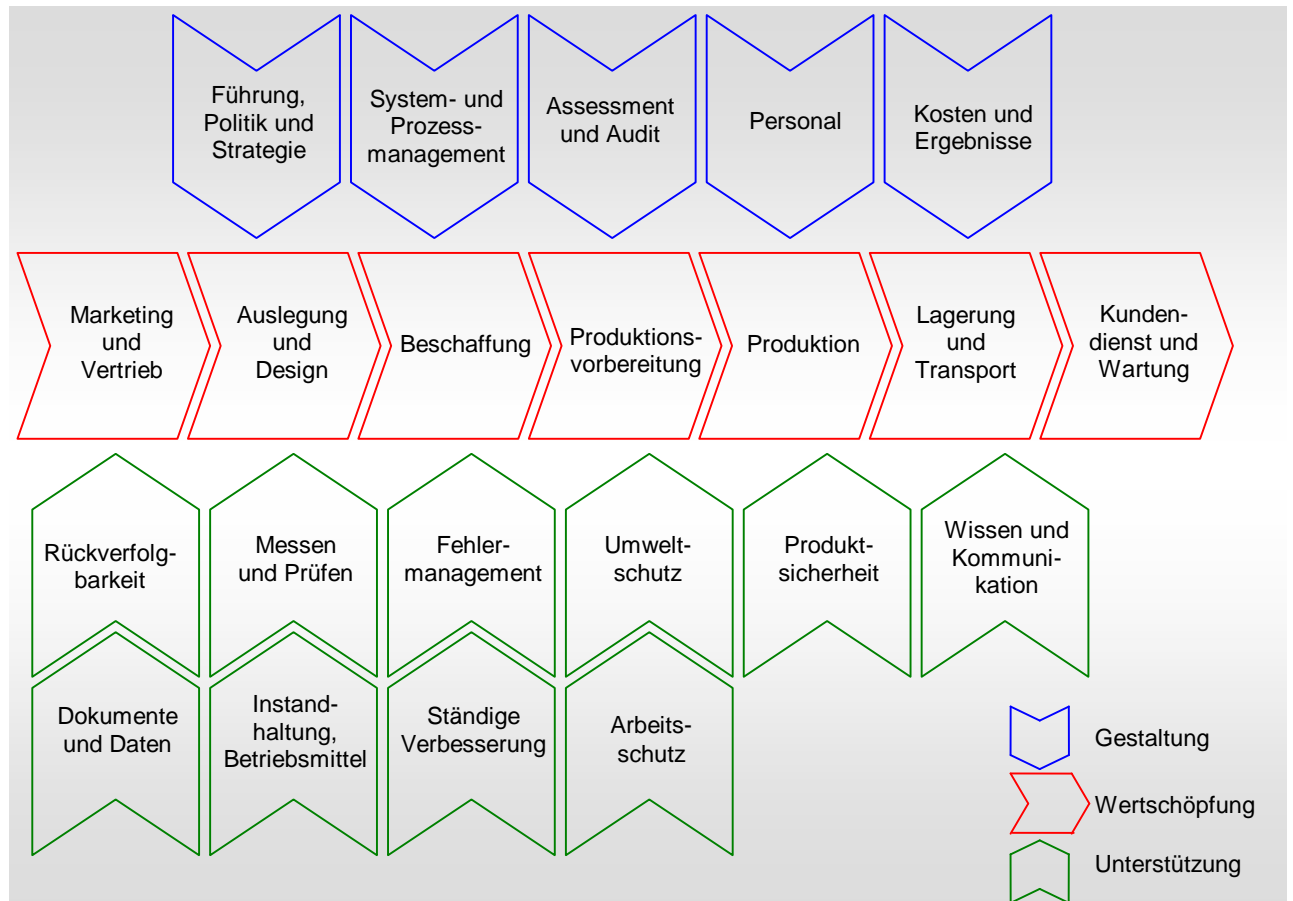 Führung,
Politik und
Strategie
System- und
Prozess-
management
Assessment
und Audit
Personal
Kosten und
Ergebnisse
Marketing
und
Vertrieb
Auslegung
und
Design
Beschaffung
Produktions-
vorbereitung
Produktion
Lagerung
und
Transport
Kunden-
dienst und
Wartung
Rückverfolg-
barkeit
Messen
und Prüfen
Fehler-
management
Umwelt-
schutz
Produkt-
sicherheit
Wissen und
Kommuni-
kation
Dokumente
und Daten
Instand-
haltung,
Betriebsmittel
Ständige
Verbesserung
Arbeits-
schutz
Gestaltung
Wertschöpfung
Unterstützung